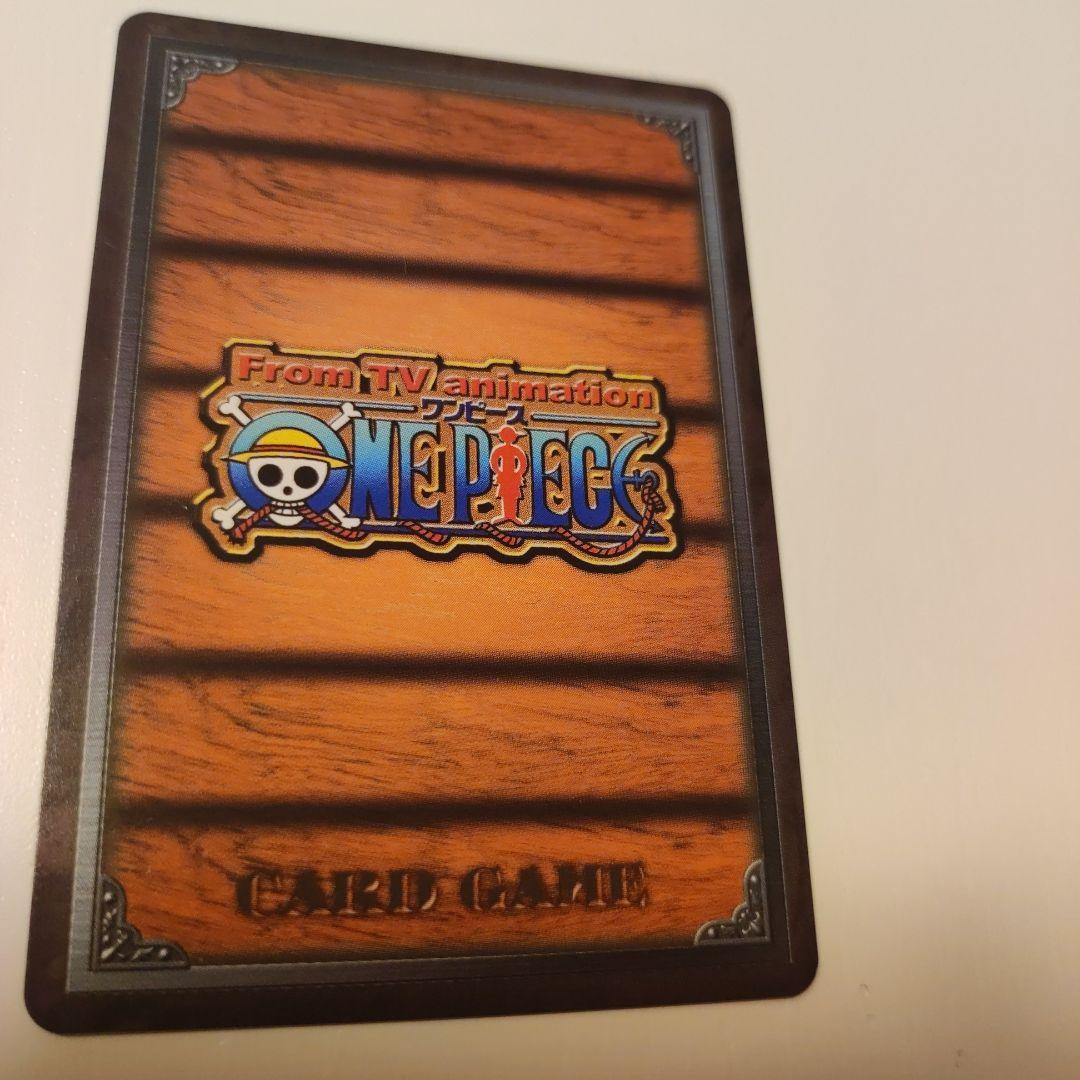 From TV animation
ワンピース
ONE PIECE
CARD GAME